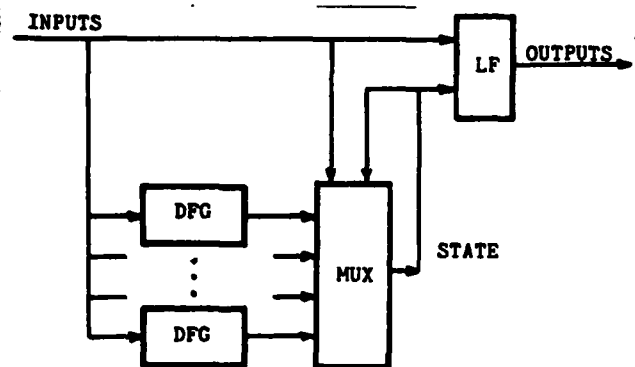 INPUTS
LF
OUTPUTS
DFG
STATE
MUX
DFG